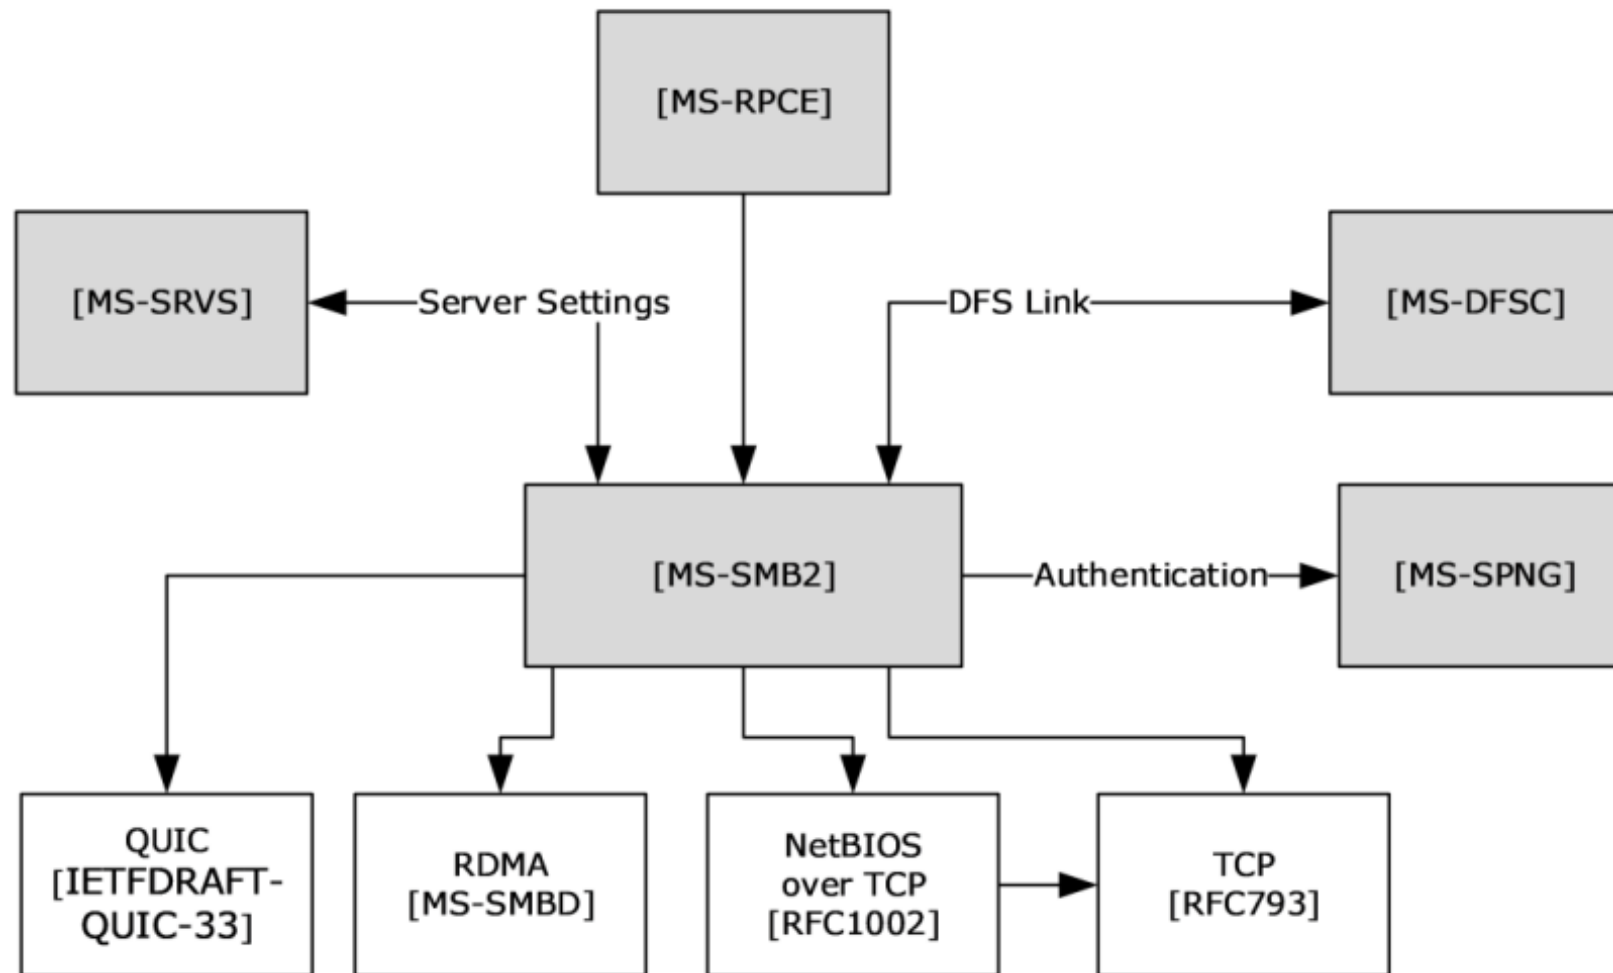 [MS-RPCE]
[MS-SRVS]
Server Settings
DFS Link
[MS-DFSC]
[MS-SMB2]
Authentication
[MS-SPNG]
QUIC
[IETFDRAFT-
QUIC-33]
RDMA
[MS-SMBD]
NetBIOS
over TCP
[RFC1002]
TCP
[RFC793]